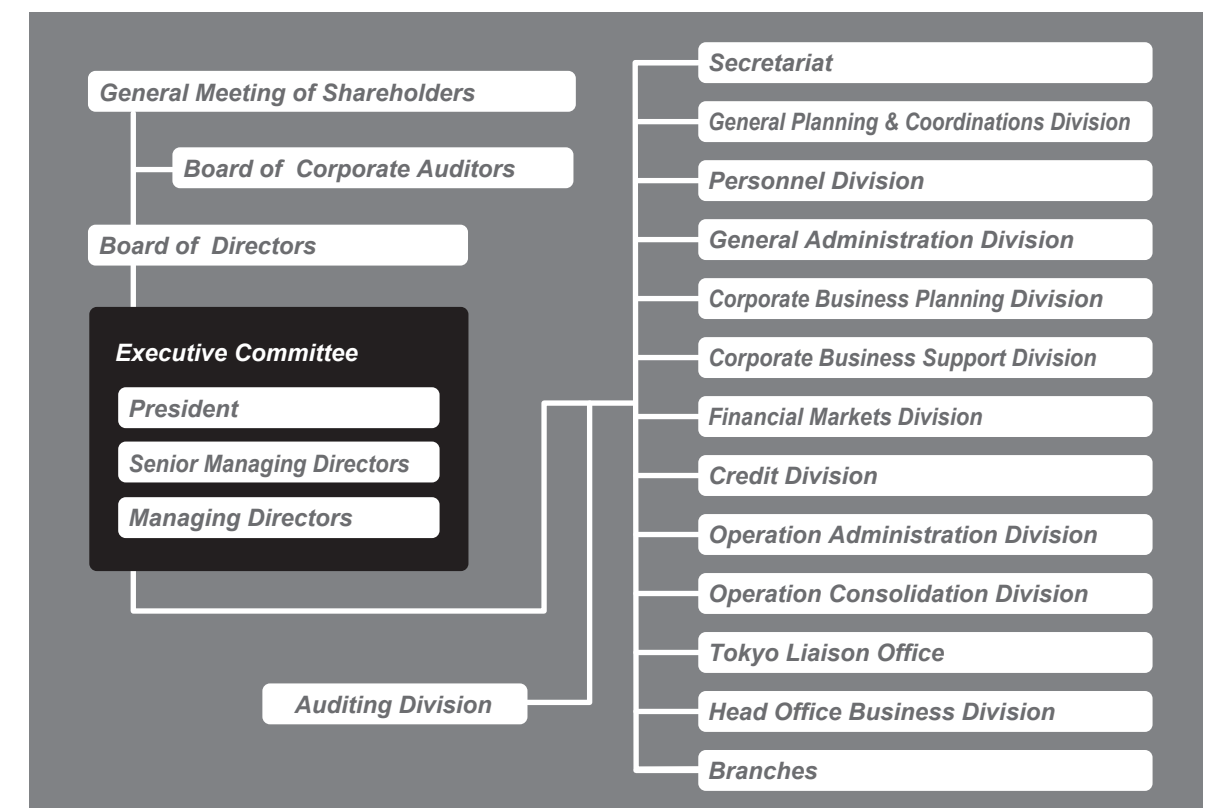 General Meeting of Shareholders
Board of Corporate Auditors
Board of Directors
Executive Committee
President
Senior Managing Directors
Managing Directors
Auditing Division
Secretariat
General Planning & Coordinations Division
Personnel Division
General Administration Division
Corporate Business Planning Division
Corporate Business Support Division
Financial Markets Division
Credit Division
Operation Administration Division
Operation Consolidation Division
Tokyo Liaison Office
Head Office Business Division
Branches